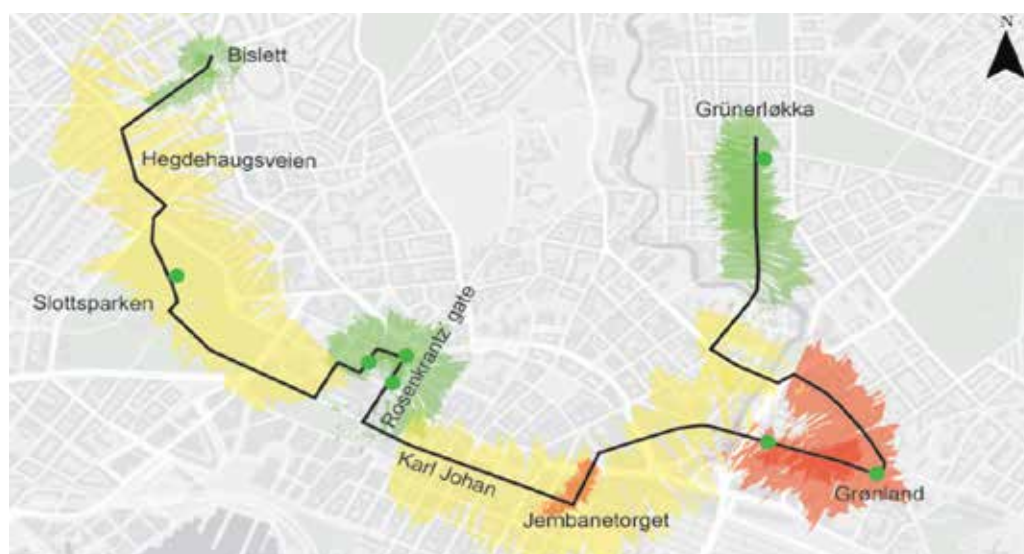 N
Bislett
Grünerløkka
Hegdehaugsveien
Slottsparken
Rosenkrantz' gate
Karl Johan
Grønland
Jernbanetorget